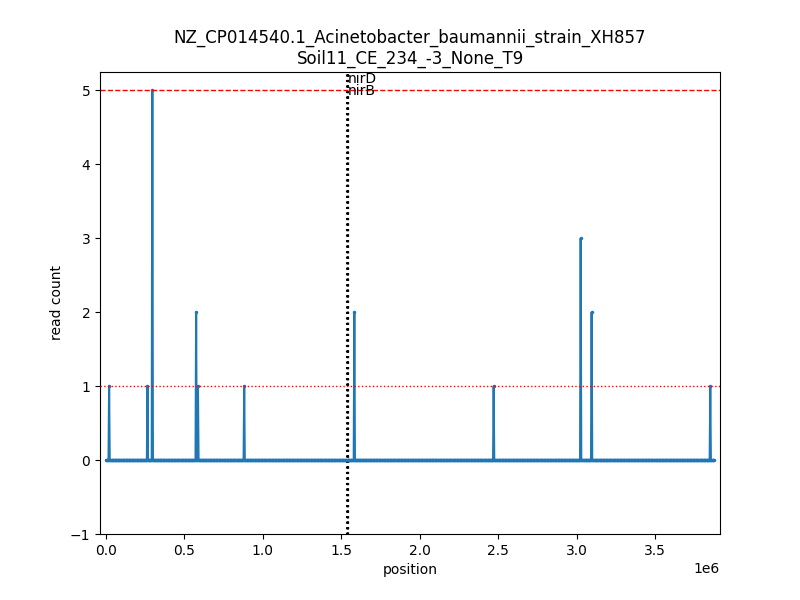 NZ_CP014540.1_Acinetobacter_baumannii_strain_XH857
Soil11_CE_234_-3_None_T9
nirD
nirB
5
4
3
2
1
0
−1
read count
0.0 0.5 1.0 1.5 2.0 2.5 3.0 3.5
1e6
position